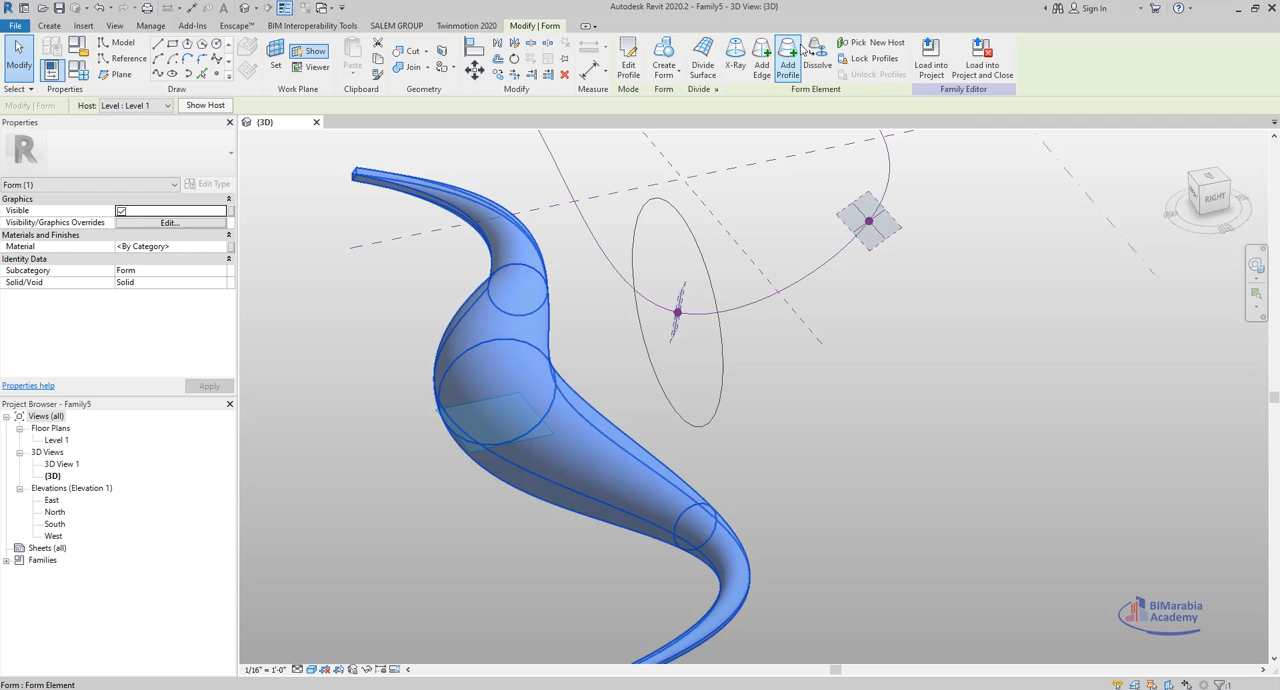 Autodesk Revit 2020.2 - Family5 - 3D View: {3D}
Sign In
File Create Insert View Manage Add-Ins Enscape™ BIM Interoperability Tools SALEM GROUP Twinmotion 2020 Modify | Form
Modify
Select
Properties
Model
Reference
Plane
Draw
Set
Show
Viewer
Work Plane
Paste
Clipboard
Cut
Join
Geometry
Modify
Measure
Edit Profile
Mode
Create Form
Form
Divide Surface
Divide
X-Ray
Add Edge
Add Profile
Dissolve
Pick New Host
Lock Profiles
Unlock Profiles
Form Element
Load into Project
Load into Project and Close
Family Editor
Modify | Form
Host: Level : Level 1
Show Host
Properties
{3D}
R
Form (1)
Edit Type
Graphics
Visible
Visibility/Graphics Overrides Edit...
Materials and Finishes
Material <By Category>
Identity Data
Subcategory Form
Solid/Void Solid
Properties help
Apply
Project Browser - Family5
Views (all)
Floor Plans
Level 1
3D Views
3D View 1
{3D}
Elevations (Elevation 1)
East
North
South
West
Sheets (all)
Families
RIGHT
BIMarabia
Academy
1/16" = 1'-0"
Form : Form Element
:1